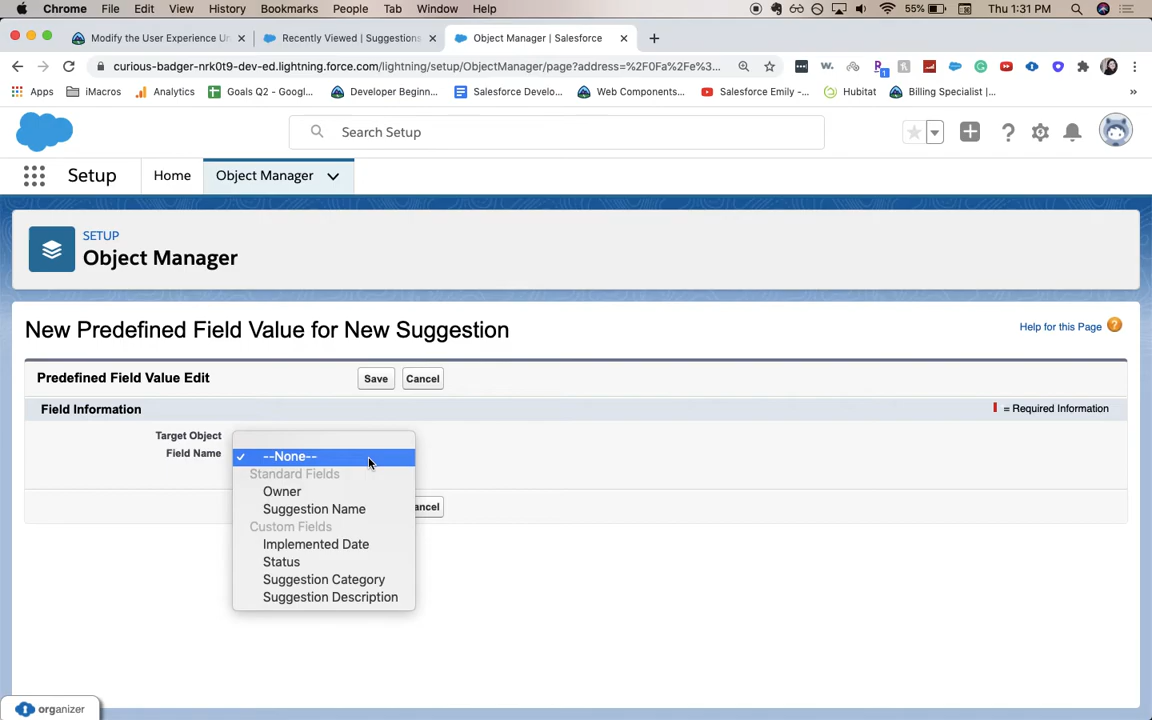 Chrome File Edit View History Bookmarks People Tab Window Help 55% Thu 1:31 PM
Modify the User Experience Un × Recently Viewed | Suggestions × Object Manager | Salesforce × +
curious-badger-nrk0t9-dev-ed.lightning.force.com/lightning/setup/ObjectManager/page?address=%2F0Fa/%2Fe%3...
Apps iMacros Analytics Goals Q2 - Googl... Developer Beginn... Salesforce Develo... Web Components... Salesforce Emily -... Hubitat Billing Specialist |... »
Search Setup
Setup Home Object Manager
SETUP
Object Manager
New Predefined Field Value for New Suggestion
Help for this Page ?
Predefined Field Value Edit Save Cancel
Field Information
= Required Information
Target Object
Field Name
✓ --None--
Standard Fields
Owner
Suggestion Name
ancel
Custom Fields
Implemented Date
Status
Suggestion Category
Suggestion Description
organizer